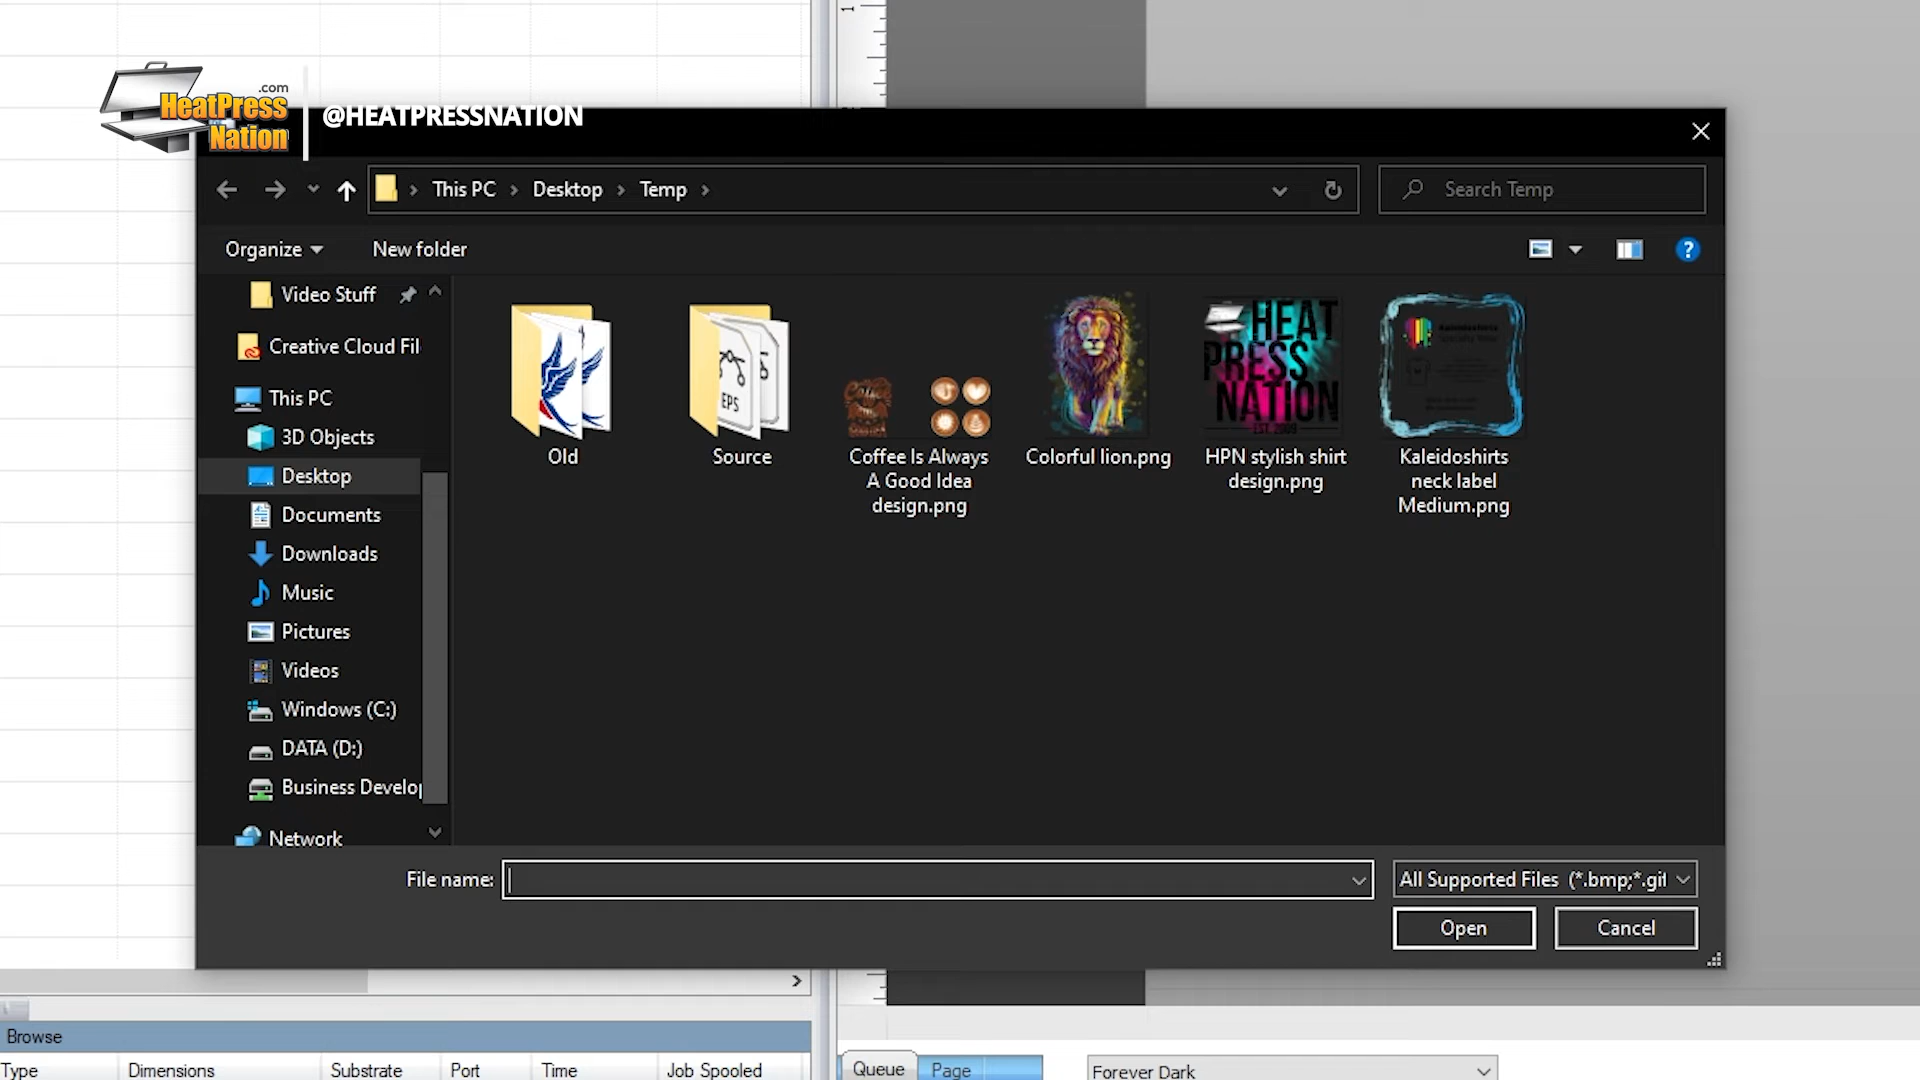 .com
HeatPress
Nation
@HEATPRESSNATION
This PC
Desktop
Temp
Search Temp
Organize
New folder
Video Stuff
Creative Cloud Fil
This PC
3D Objects
Desktop
Documents
Downloads
Music
Pictures
Videos
Windows (C:)
DATA (D:)
Business Develop
Network
EPS
HEAT
PRESS
NATION
EST. 2009
Old
Source
Coffee Is Always
A Good Idea
design.png
Colorful lion.png
HPN stylish shirt
design.png
Kaleidoshirts
neck label
Medium.png
File name:
All Supported Files (*.bmp;*.gif
Open
Cancel
Browse
Type
Dimensions
Substrate
Port
Time
Job Spooled
Queue
Page
Forever Dark